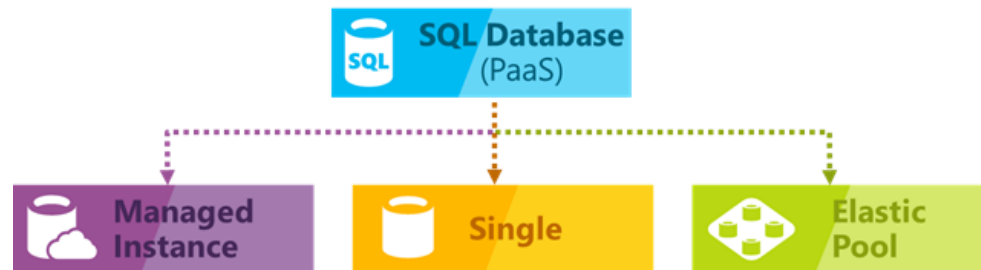 SQL
SQL Database
(PaaS)
Managed
Instance
Single
Elastic
Pool